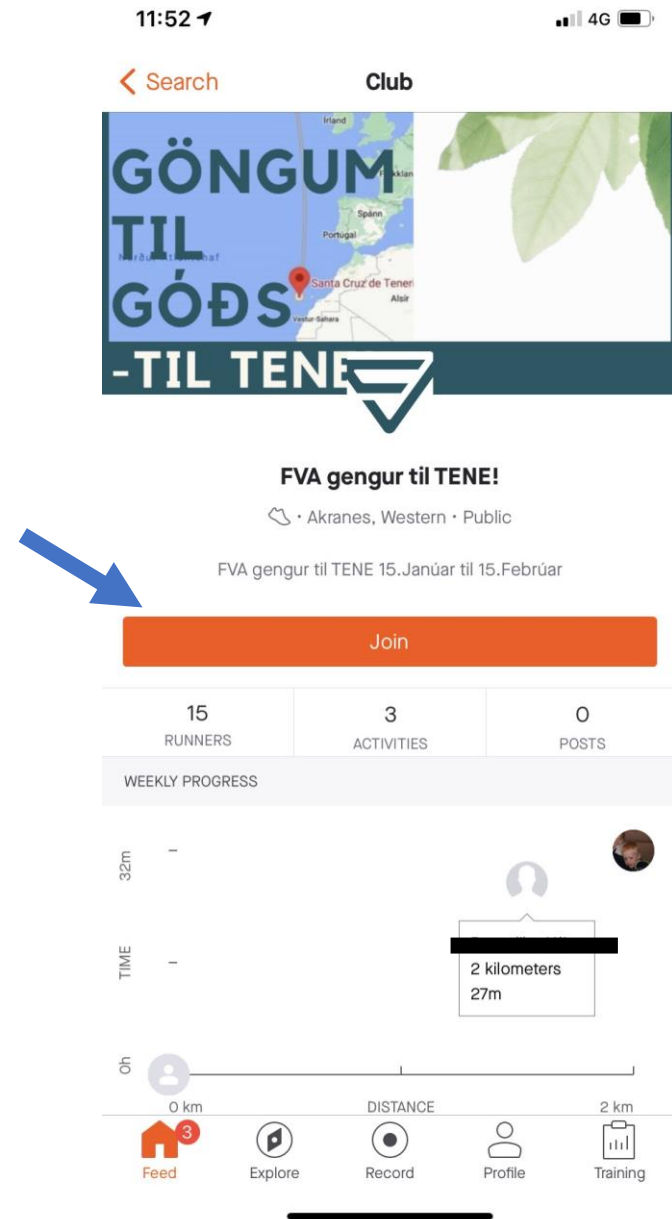 11:52
4G
Search
Club
Írland
GÖNGUM
Spánn
TIL
Portúgal
GÓÐS
Santa Cruz de Tener
Alsír
Vestur-Sahara
-TIL TENE
FVA gengur til TENE!
· Akranes, Western · Public
FVA gengur til TENE 15.Janúar til 15.Febrúar
Join
15
RUNNERS
3
ACTIVITIES
0
POSTS
WEEKLY PROGRESS
32m
TIME
0h
2 kilometers
27m
0 km
DISTANCE
2 km
3
Feed
Explore
Record
Profile
Training